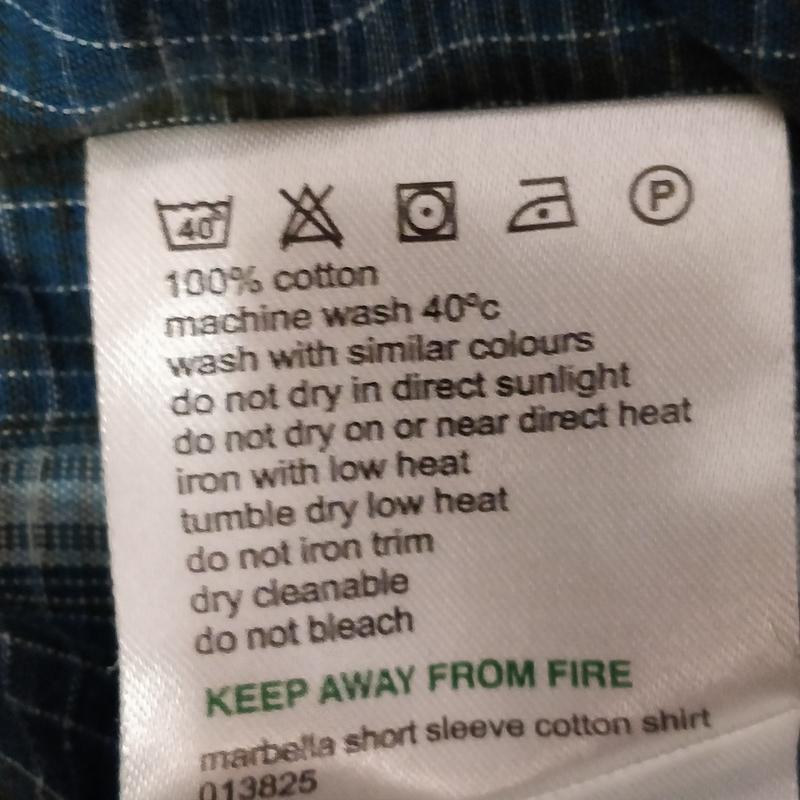 40° P
100% cotton
machine wash 40ºc
wash with similar colours
do not dry in direct sunlight
do not dry on or near direct heat
iron with low heat
tumble dry low heat
do not iron trim
dry cleanable
do not bleach
KEEP AWAY FROM FIRE
marbella short sleeve cotton shirt
013825